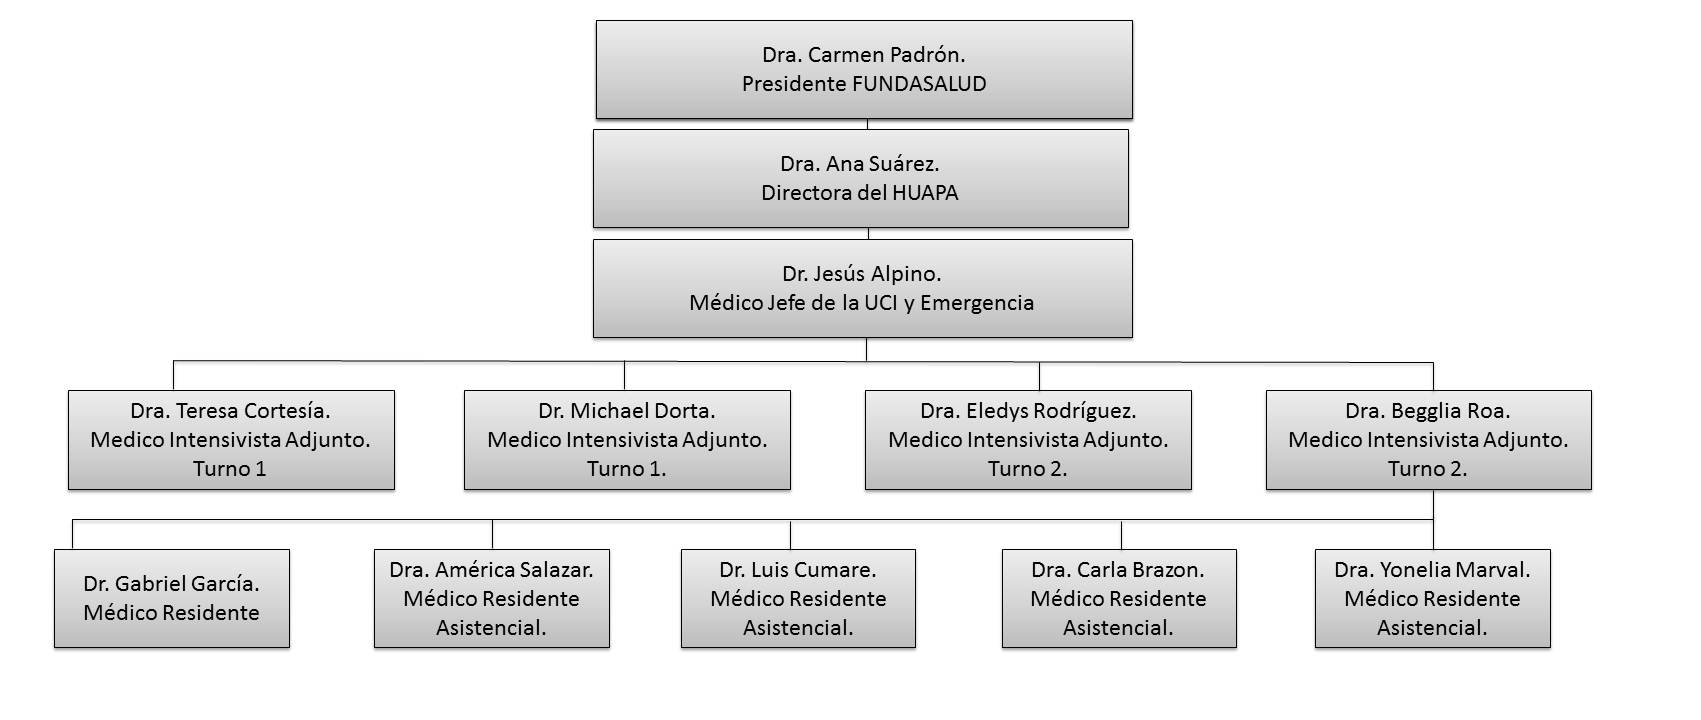 Dra. Carmen Padrón.
Presidente FUNDASALUD
Dra. Ana Suárez.
Directora del HUAPA
Dr. Jesús Alpino.
Médico Jefe de la UCI y Emergencia
Dra. Teresa Cortesía.
Medico Intensivista Adjunto.
Turno 1
Dr. Michael Dorta.
Medico Intensivista Adjunto.
Turno 1.
Dra. Eledys Rodríguez.
Medico Intensivista Adjunto.
Turno 2.
Dra. Begglia Roa.
Medico Intensivista Adjunto.
Turno 2.
Dr. Gabriel García.
Médico Residente
Dra. América Salazar.
Médico Residente
Asistencial.
Dr. Luis Cumare.
Médico Residente
Asistencial.
Dra. Carla Brazon.
Médico Residente
Asistencial.
Dra. Yonelia Marval.
Médico Residente
Asistencial.